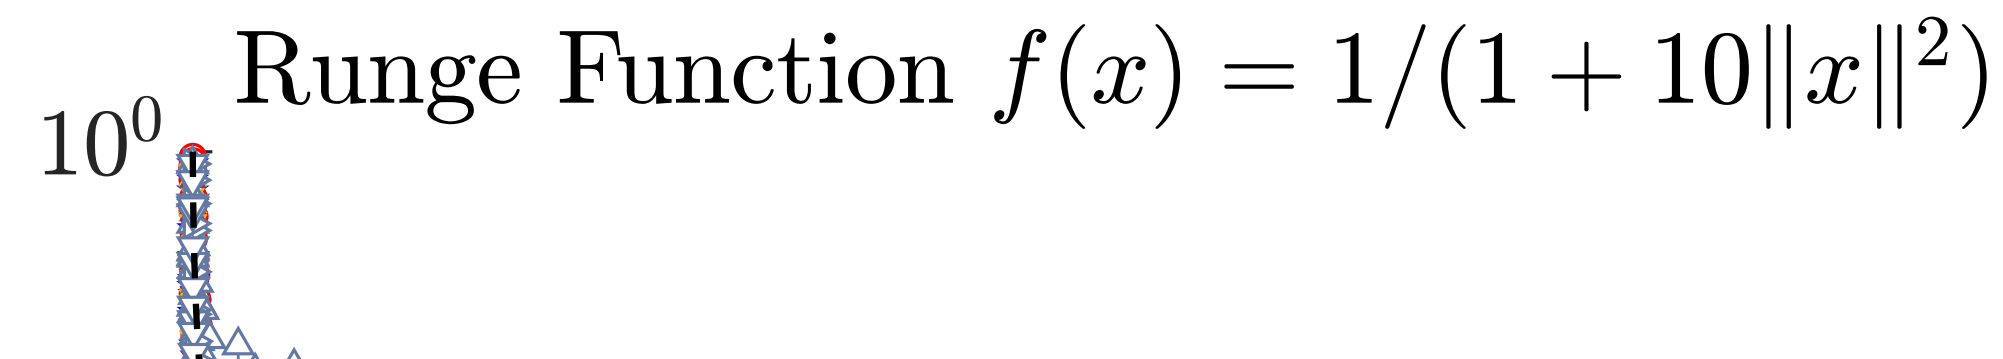 Runge Function f(x) = 1/(1 + 10‖x‖²)
10⁰